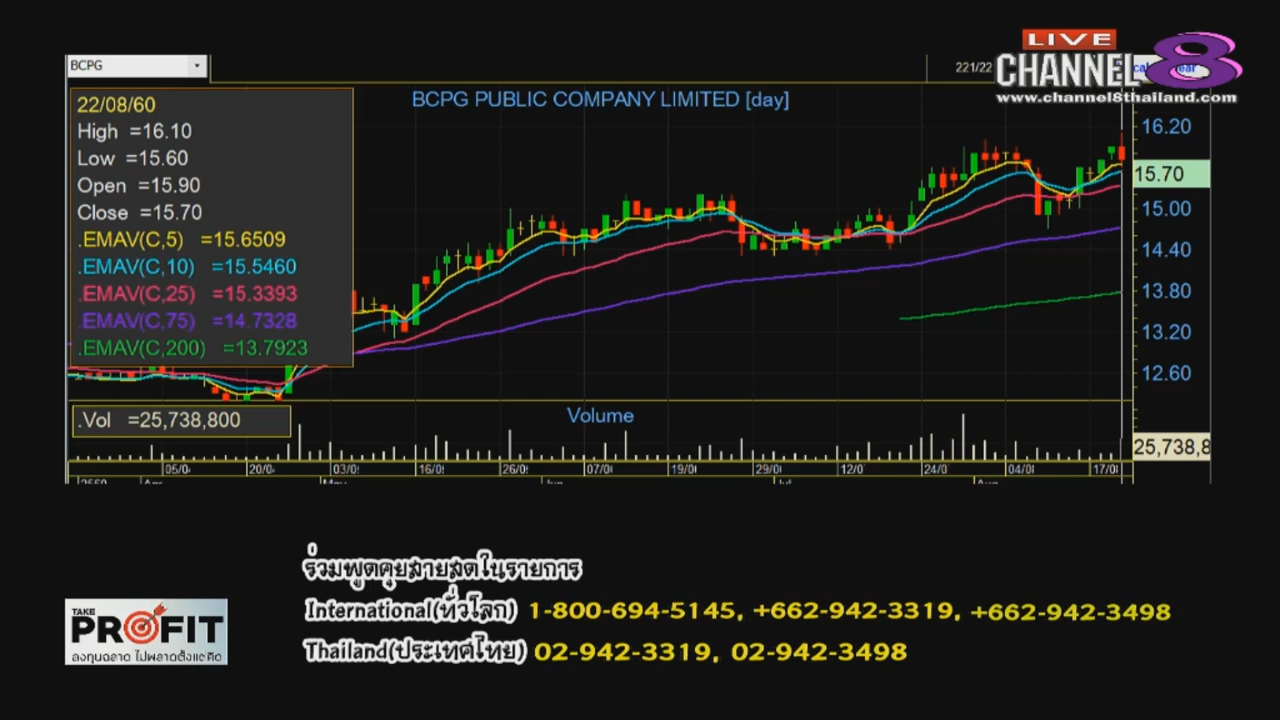 BCPG
221/22
LIVE
CHANNEL 8
www.channel8thailand.com
BCPG PUBLIC COMPANY LIMITED [day]
22/08/60
High =16.10
Low =15.60
Open =15.90
Close =15.70
.EMAV(C,5) =15.6509
.EMAV(C,10) =15.5460
.EMAV(C,25) =15.3393
.EMAV(C,75) =14.7328
.EMAV(C,200) =13.7923
16.20
15.70
15.00
14.40
13.80
13.20
12.60
.Vol =25,738,800
Volume
25,738,8
05/0 20/0 03/0 16/0 26/0 07/0 19/0 29/0 12/0 24/0 04/0 17/0
ร่วมพูดคุยสายสดในรายการ
International(ทั่วโลก) 1-800-694-5145, +662-942-3319, +662-942-3498
Thailand(ประเทศไทย) 02-942-3319, 02-942-3498
TAKE
PROFIT
ลงทุนฉลาด ไม่พลาดตั้งแต่คิด